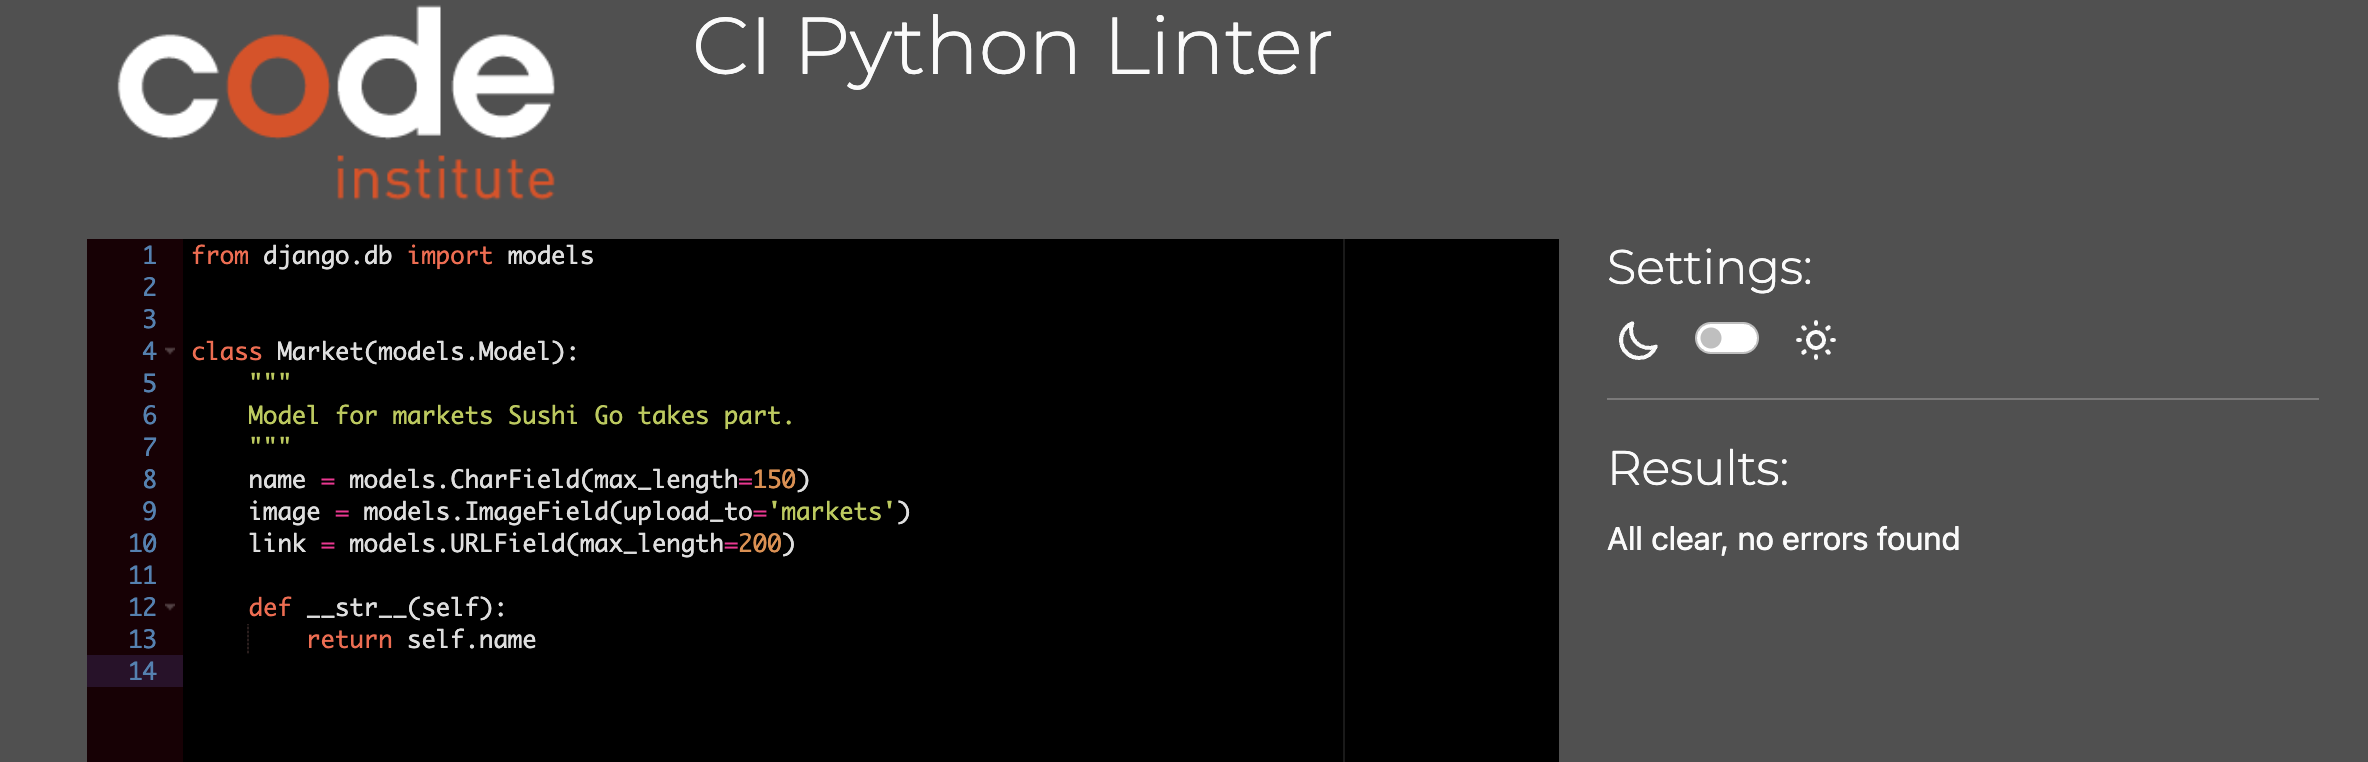 code
institute
CI Python Linter
1 from django.db import models
2
3
4 class Market(models.Model):
5     """
6     Model for markets Sushi Go takes part.
7     """
8     name = models.CharField(max_length=150)
9     image = models.ImageField(upload_to='markets')
10     link = models.URLField(max_length=200)
11
12     def __str__(self):
13         return self.name
14
Settings:
Results:
All clear, no errors found